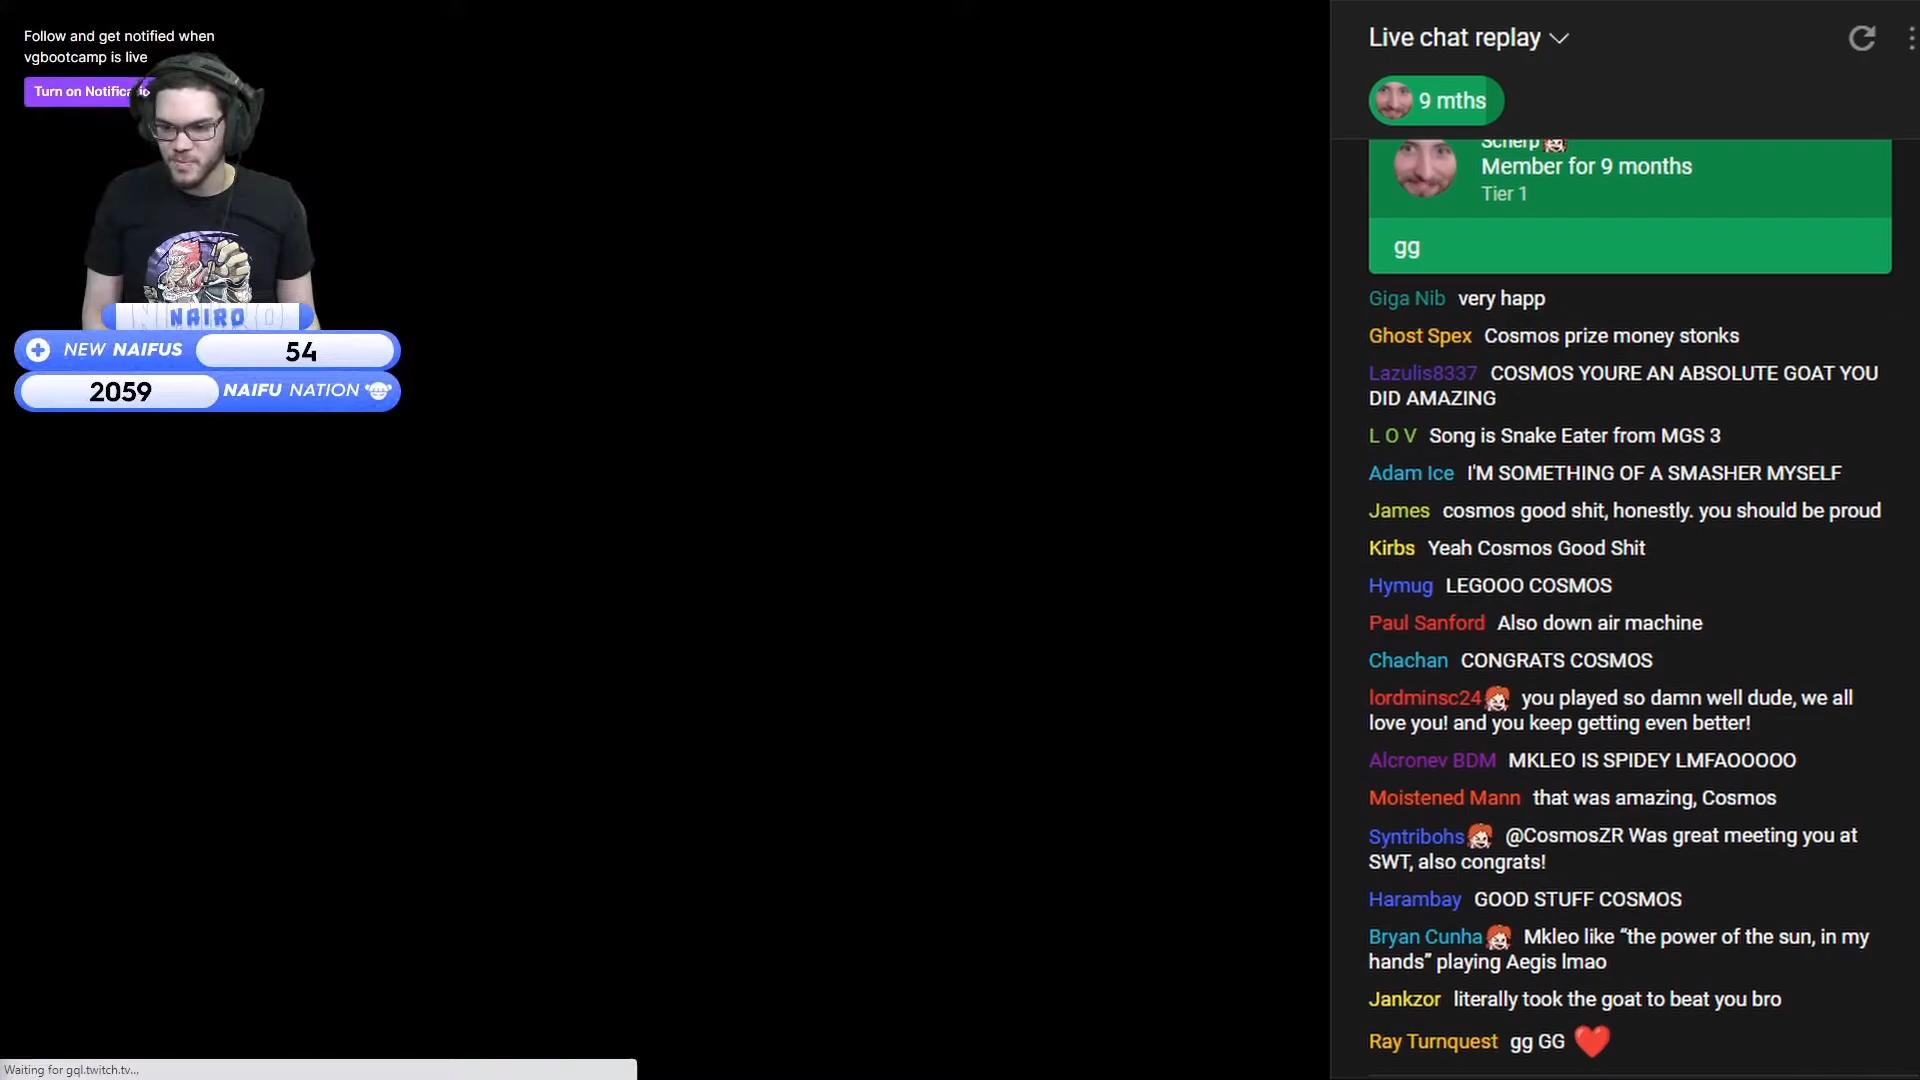 Follow and get notified when
vgbootcamp is live
Turn on Notificatio
NAIRO
NEW NAIFUS 54
2059 NAIFU NATION
Waiting for gql.twitch.tv...
Live chat replay
9 mths
Scherp
Member for 9 months
Tier 1
gg
Giga Nib very happ
Ghost Spex Cosmos prize money stonks
Lazulis8337 COSMOS YOURE AN ABSOLUTE GOAT YOU
DID AMAZING
L O V Song is Snake Eater from MGS 3
Adam Ice I'M SOMETHING OF A SMASHER MYSELF
James cosmos good shit, honestly. you should be proud
Kirbs Yeah Cosmos Good Shit
Hymug LEGOOO COSMOS
Paul Sanford Also down air machine
Chachan CONGRATS COSMOS
lordminsc24 you played so damn well dude, we all
love you! and you keep getting even better!
Alcronev BDM MKLEO IS SPIDEY LMFAOOOOO
Moistened Mann that was amazing, Cosmos
Syntribohs @CosmosZR Was great meeting you at
SWT, also congrats!
Harambay GOOD STUFF COSMOS
Bryan Cunha Mkleo like “the power of the sun, in my
hands” playing Aegis lmao
Jankzor literally took the goat to beat you bro
Ray Turnquest gg GG ❤️